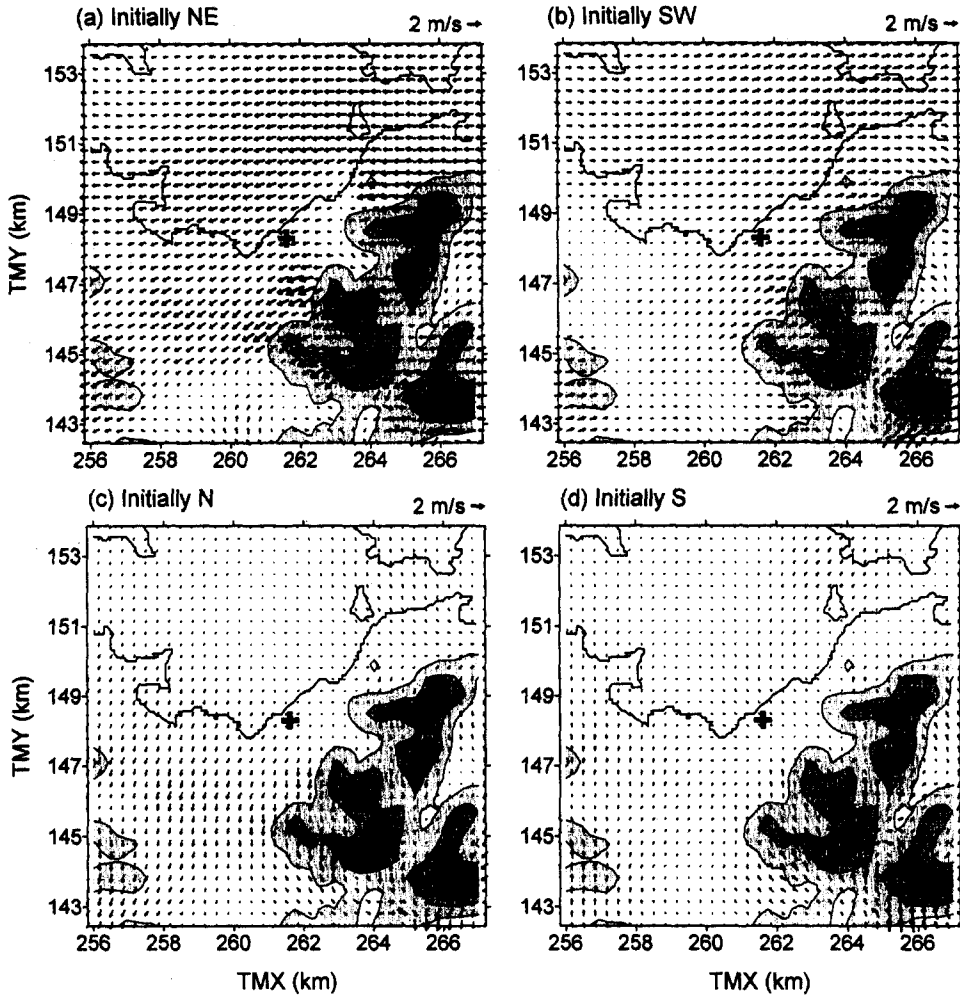 (a) Initially NE 2 m/s → (b) Initially SW 2 m/s →
153 153
151 151
149 149
147 147
145 145
143 143
TMY (km)
256 258 260 262 264 266 256 258 260 262 264 266
(c) Initially N 2 m/s → (d) Initially S 2 m/s →
153 153
151 151
149 149
147 147
145 145
143 143
TMY (km)
256 258 260 262 264 266 256 258 260 262 264 266
TMX (km) TMX (km)